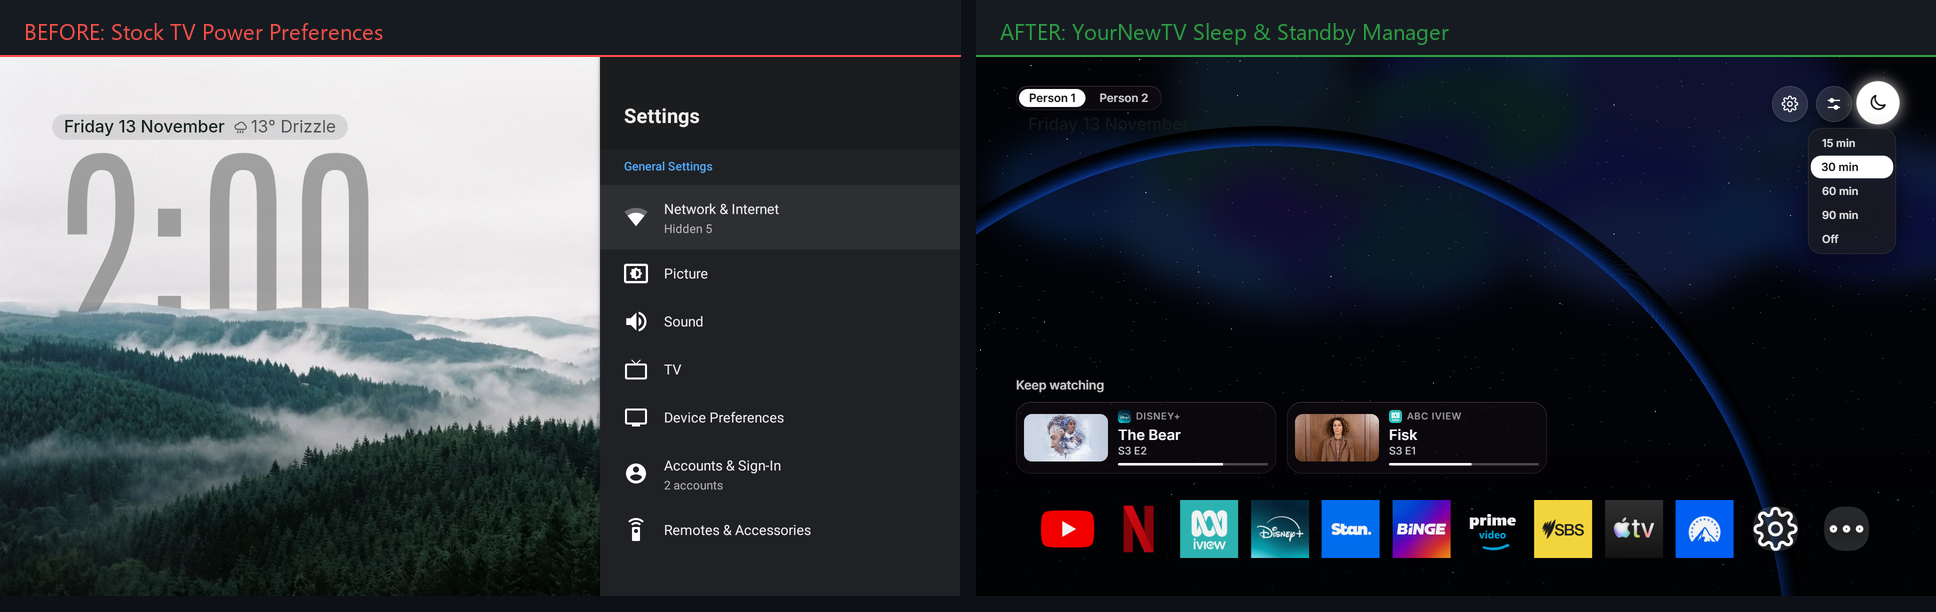 BEFORE: Stock TV Power Preferences
Friday 13 November 13° Drizzle
2:00
Settings
General Settings
Network & Internet
Hidden 5
Picture
Sound
TV
Device Preferences
Accounts & Sign-In
2 accounts
Remotes & Accessories
AFTER: YourNewTV Sleep & Standby Manager
Person 1 Person 2
Friday 13 November
15 min
30 min
60 min
90 min
Off
Keep watching
DISNEY+
The Bear
S3 E2
ABC IVIEW
Fisk
S3 E1
N
iview
Disney+
Stan.
BiNGE
prime
video
SBS
tv